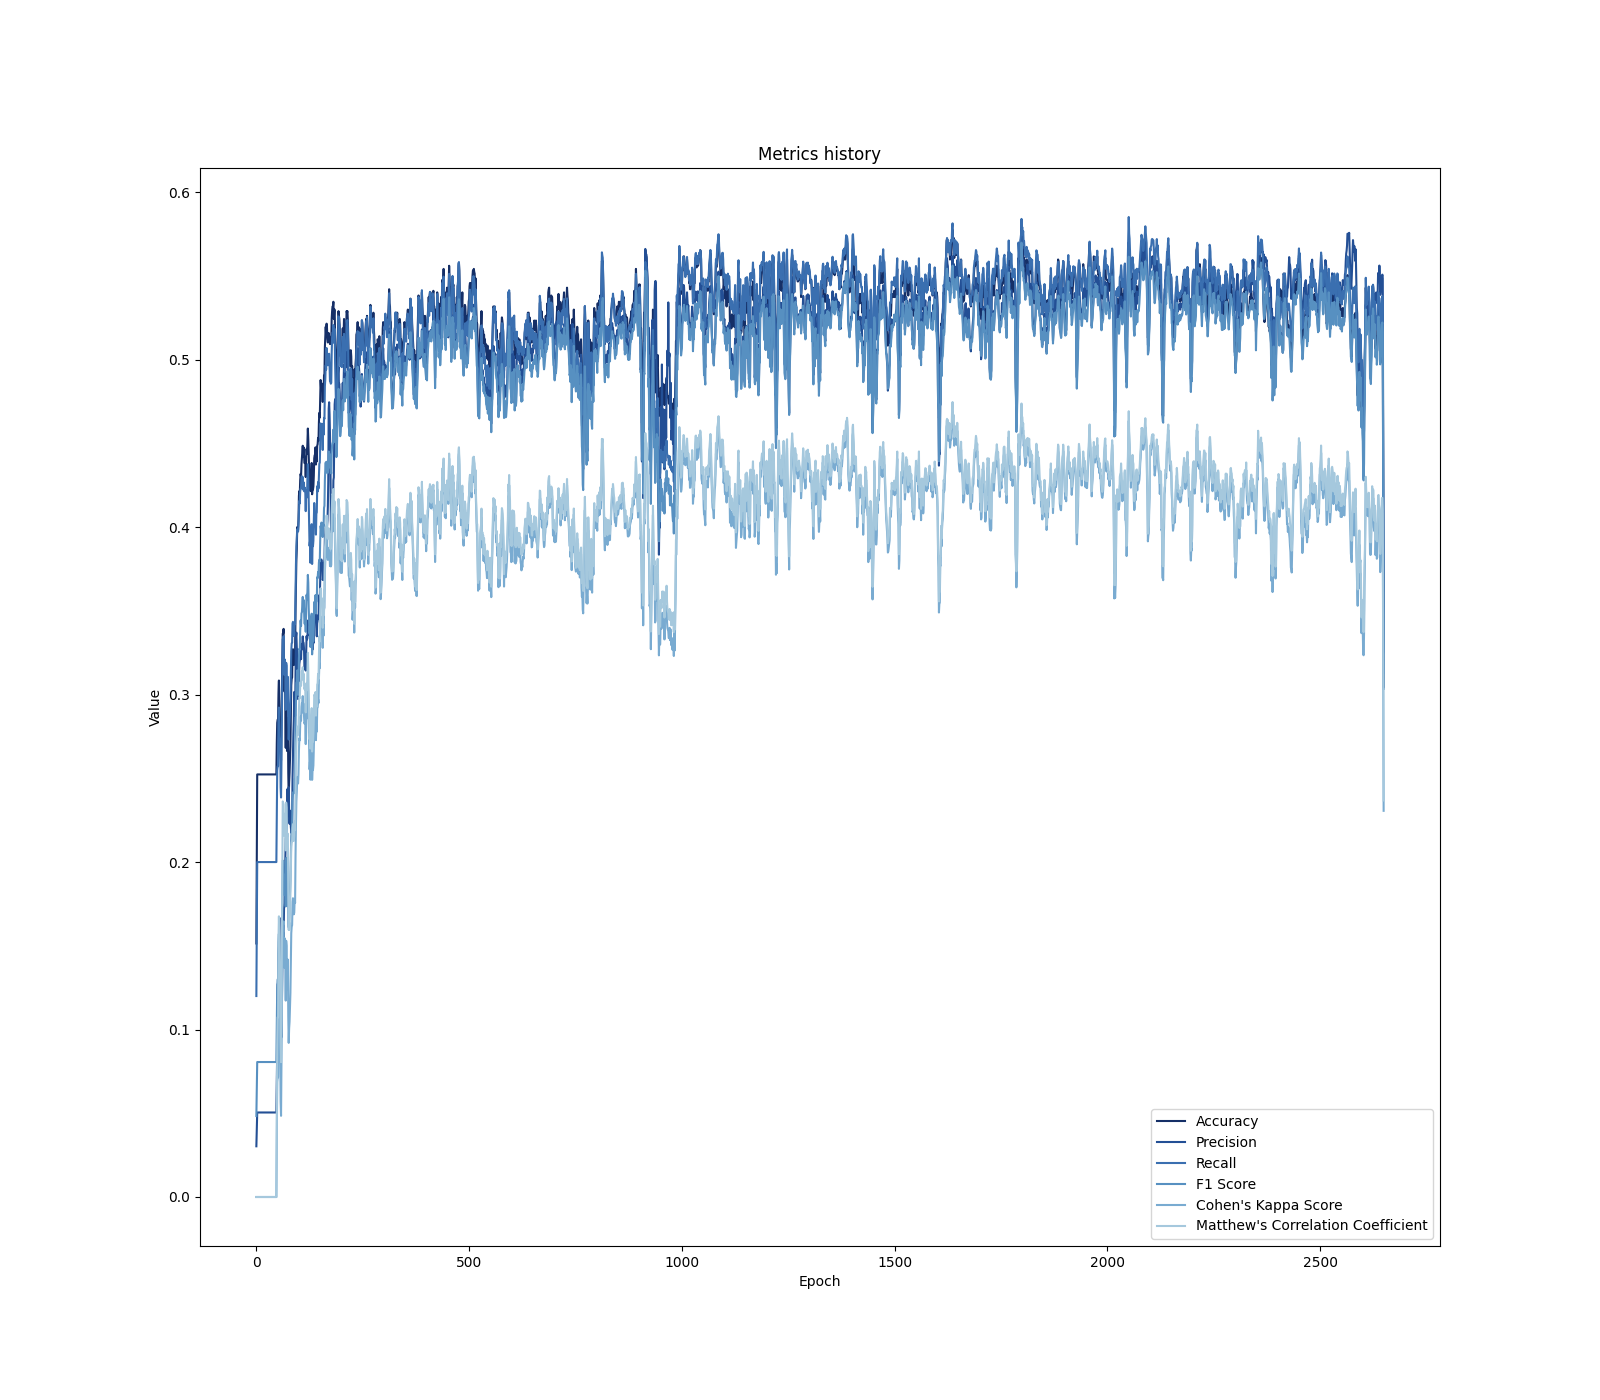 Metrics history
0.6
0.5
0.4
0.3
0.2
0.1
0.0
Value
0 500 1000 1500 2000 2500
Epoch
Accuracy
Precision
Recall
F1 Score
Cohen's Kappa Score
Matthew's Correlation Coefficient